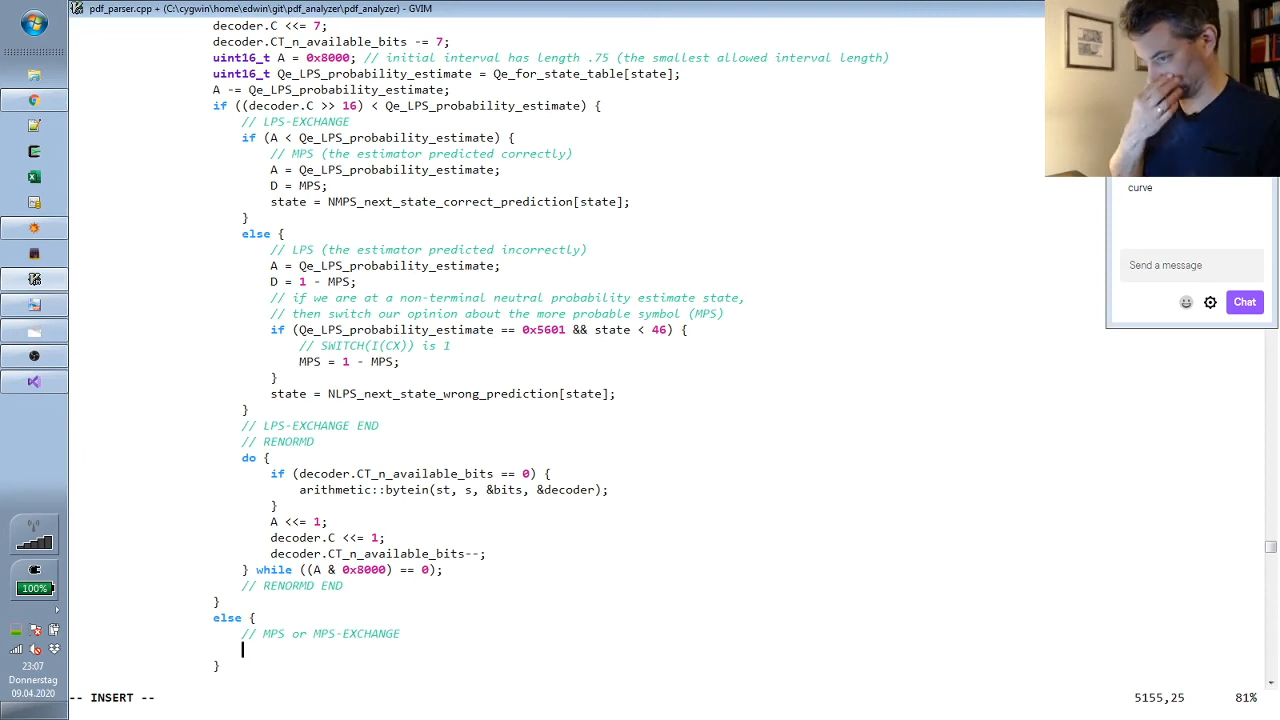 pdf_parser.cpp + (C:\cygwin\home\edwin\git\pdf_analyzer\pdf_analyzer) - GVIM
decoder.C <<= 7;
decoder.CT_n_available_bits -= 7;
uint16_t A = 0x8000; // initial interval has length .75 (the smallest allowed interval length)
uint16_t Qe_LPS_probability_estimate = Qe_for_state_table[state];
A -= Qe_LPS_probability_estimate;
if ((decoder.C >> 16) < Qe_LPS_probability_estimate) {
// LPS-EXCHANGE
if (A < Qe_LPS_probability_estimate) {
// MPS (the estimator predicted correctly)
A = Qe_LPS_probability_estimate;
D = MPS;
state = NMPS_next_state_correct_prediction[state];
}
else {
// LPS (the estimator predicted incorrectly)
A = Qe_LPS_probability_estimate;
D = 1 - MPS;
// if we are at a non-terminal neutral probability estimate state,
// then switch our opinion about the more probable symbol (MPS)
if (Qe_LPS_probability_estimate == 0x5601 && state < 46) {
// SWITCH(I(CX)) is 1
MPS = 1 - MPS;
}
state = NLPS_next_state_wrong_prediction[state];
}
// LPS-EXCHANGE END
// RENORMD
do {
if (decoder.CT_n_available_bits == 0) {
arithmetic::bytein(st, s, &bits, &decoder);
}
A <<= 1;
decoder.C <<= 1;
decoder.CT_n_available_bits--;
} while ((A & 0x8000) == 0);
// RENORMD END
}
else {
// MPS or MPS-EXCHANGE
}
-- INSERT --
5155,25
81%
curve
Send a message
Chat
100%
23:07
Donnerstag
09.04.2020